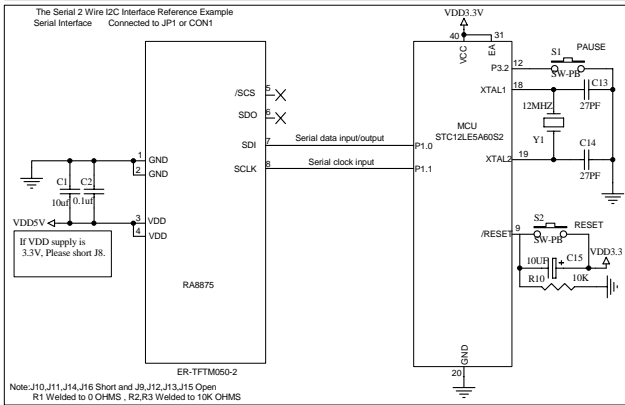 The Serial 2 Wire I2C Interface Reference Example
Serial Interface Connected to JP1 or CON1
VDD3.3V
40
31
VCC
EA
S1
PAUSE
P3.2
12
SW-PB
/SCS
5
XTAL1
18
C13
27PF
SDO
6
12MHZ
Y1
MCU
STC12LE5A60S2
SDI
7
Serial data input/output
P1.0
C14
27PF
SCLK
8
Serial clock input
P1.1
XTAL2
19
1
GND
2
GND
C1
C2
10uf
0.1uf
VDD5V
3
VDD
4
VDD
If VDD supply is
3.3V, Please short J8.
S2
RESET
/RESET
9
SW-PB
VDD3.3
10UF
C15
R10
10K
RA8875
GND
20
ER-TFTM050-2
Note:J10,J11,J14,J16 Short and J9,J12,J13,J15 Open
R1 Welded to 0 OHMS , R2,R3 Welded to 10K OHMS